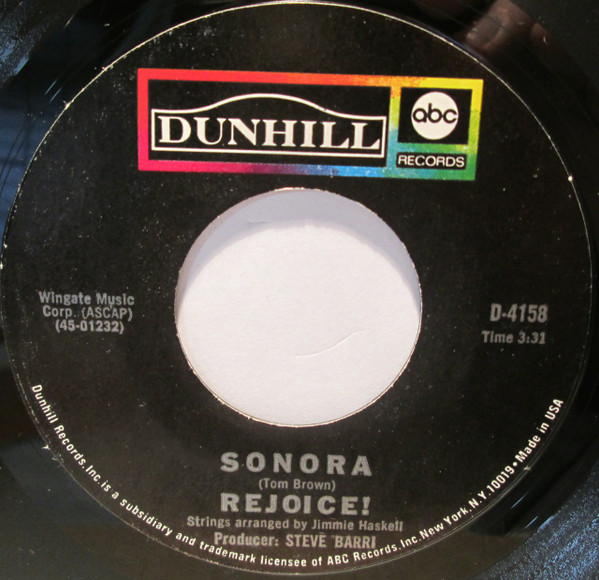 DUNHILL
abc
RECORDS
Wingate Music
Corp. (ASCAP)
(45-01232)
D-4158
Time 3:31
SONORA
(Tom Brown)
REJOICE!
Strings arranged by Jimmie Haskell
Producer: STEVE BARRI
Dunhill Records, Inc. is a subsidiary and trademark licensee of ABC Records, Inc. New York, N.Y. 10019 • Made in USA